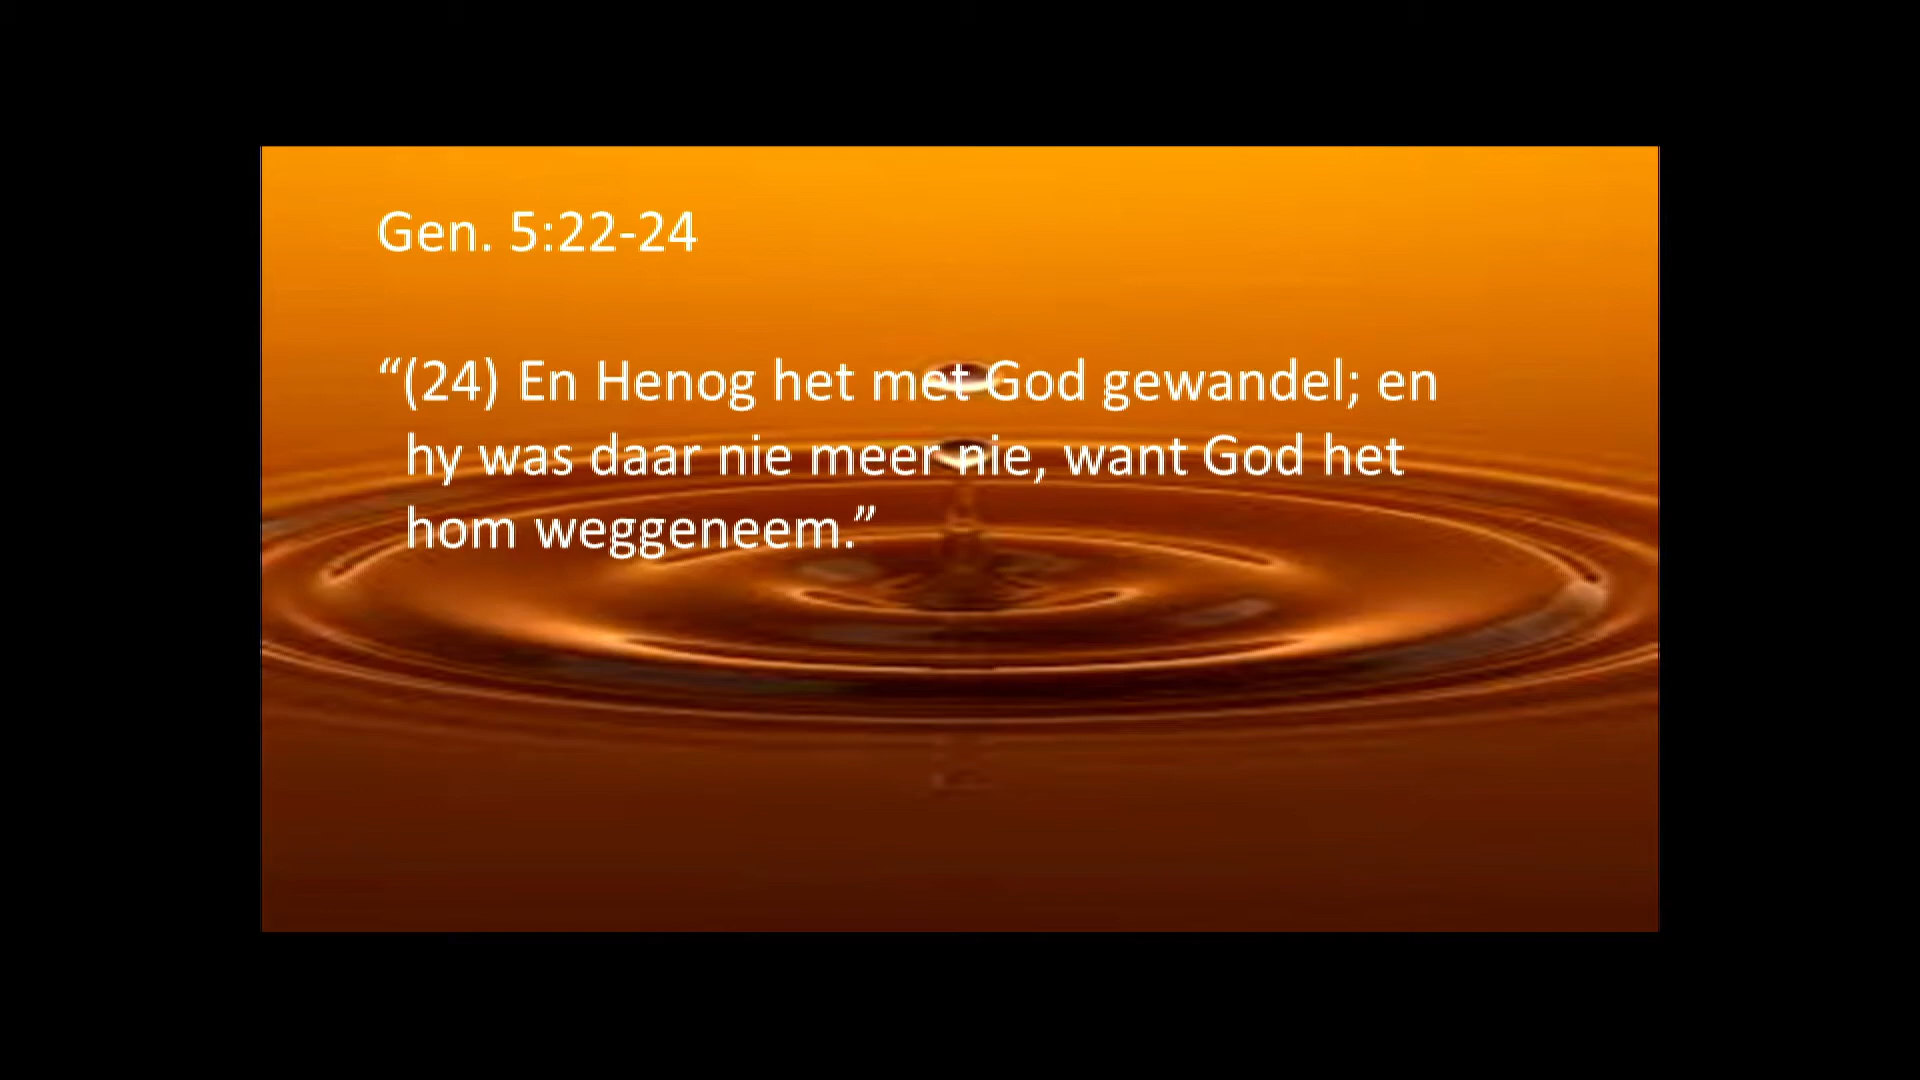 Gen. 5:22-24
“(24) En Henog het met God gewandel; en
hy was daar nie meer nie, want God het
hom weggeneem.”